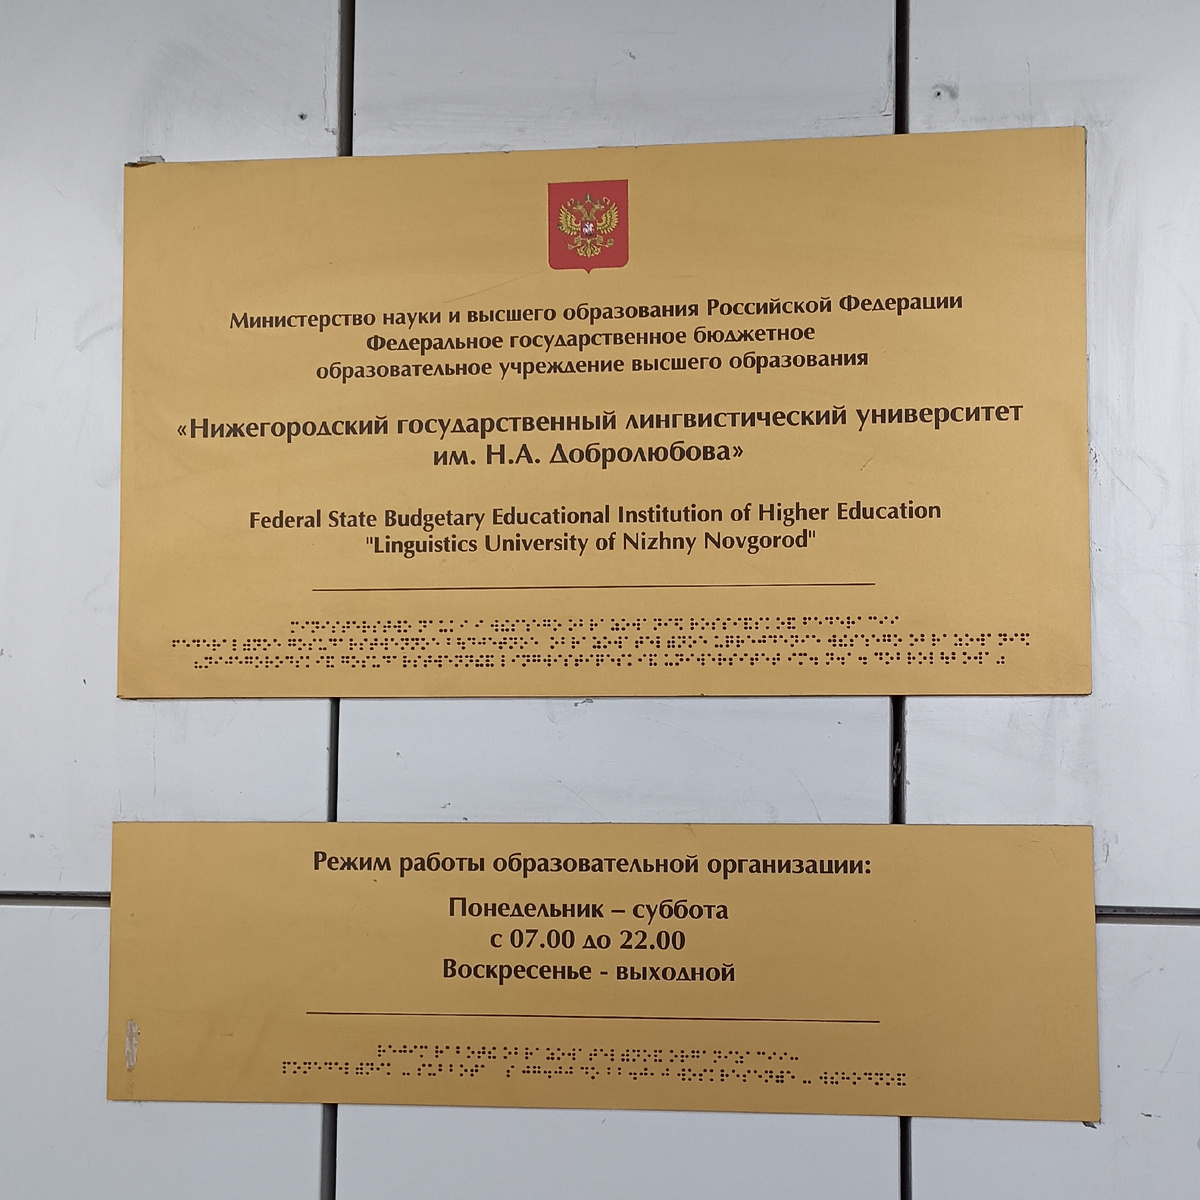 Министерство науки и высшего образования Российской Федерации
Федеральное государственное бюджетное
образовательное учреждение высшего образования
«Нижегородский государственный лингвистический университет
им. Н.А. Добролюбова»
Federal State Budgetary Educational Institution of Higher Education
"Linguistics University of Nizhny Novgorod"
Режим работы образовательной организации:
Понедельник – суббота
с 07.00 до 22.00
Воскресенье - выходной